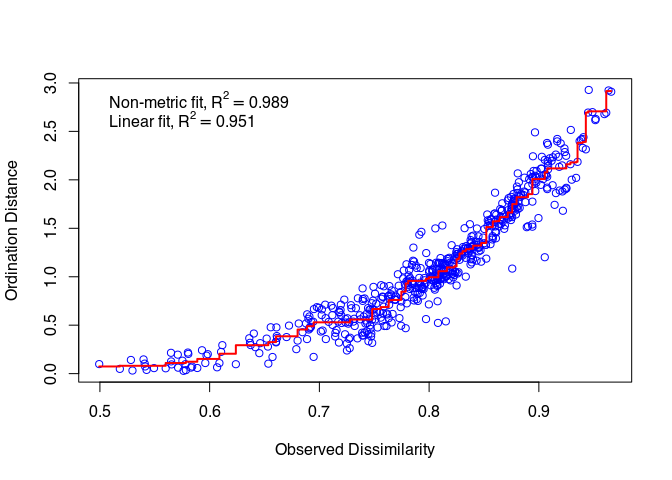 Non-metric fit, R² = 0.989
Linear fit, R² = 0.951
Ordination Distance
3.0
2.5
2.0
1.5
1.0
0.5
0.0
0.5 0.6 0.7 0.8 0.9
Observed Dissimilarity